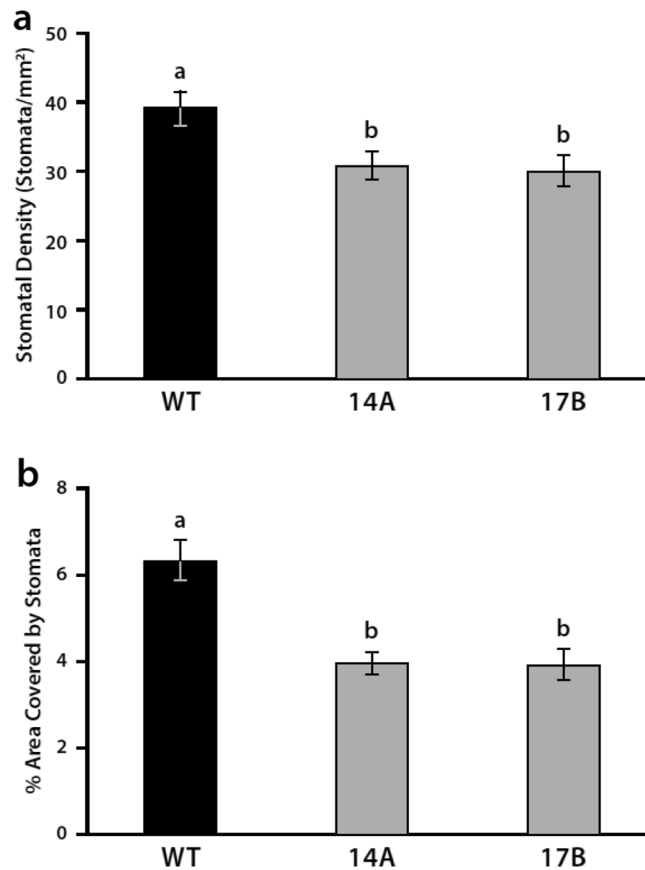 a
Stomatal Density (Stomata/mm²)
50
40
30
20
10
0
a
b
b
WT
14A
17B
b
% Area Covered by Stomata
8
6
4
2
0
a
b
b
WT
14A
17B